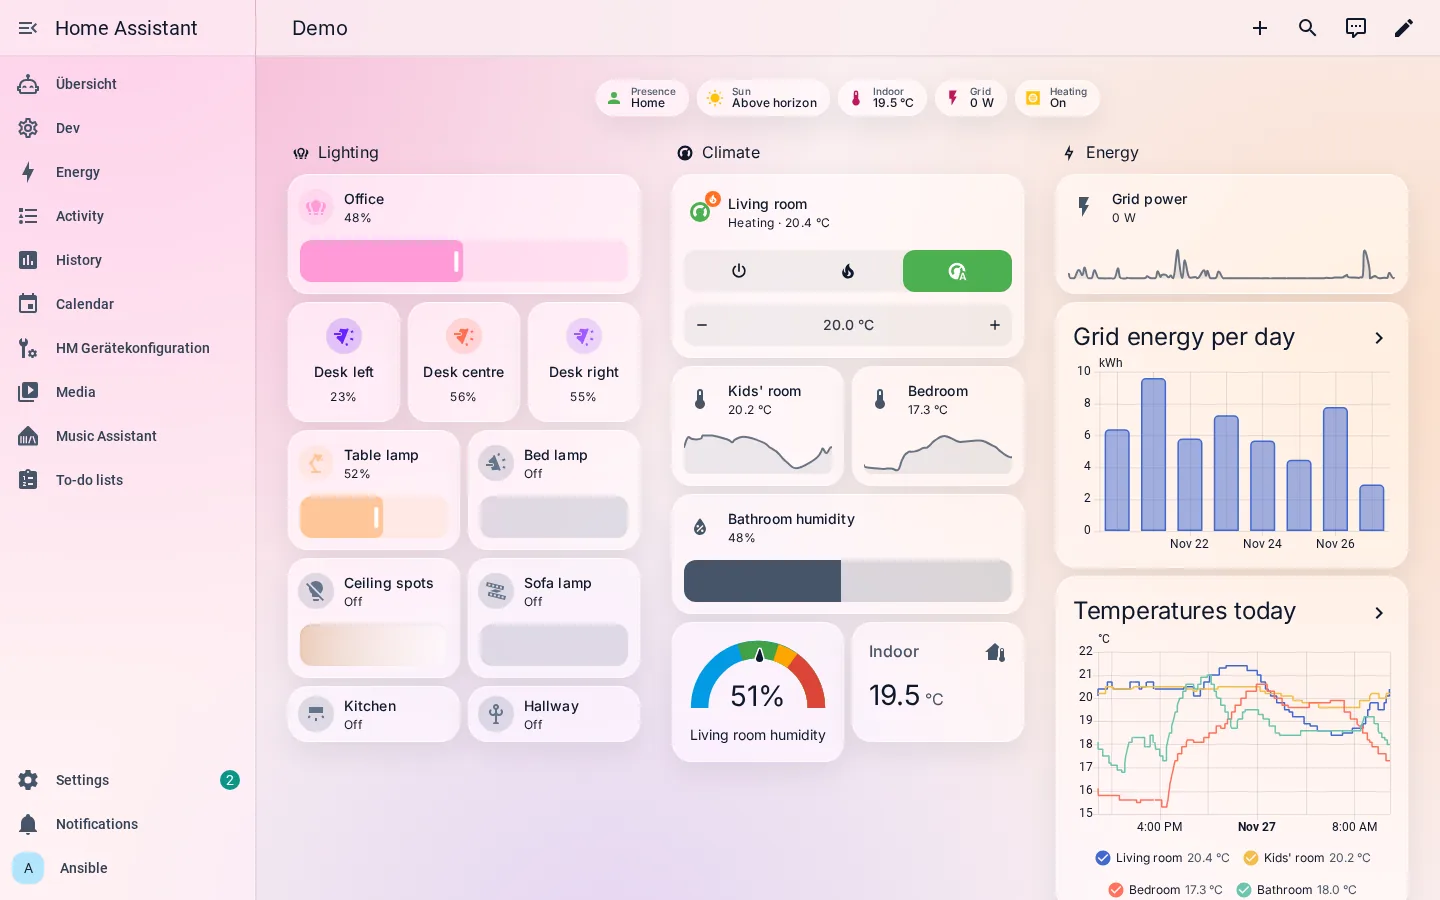 Home Assistant
Demo
Übersicht
Dev
Energy
Activity
History
Calendar
HM Gerätekonfiguration
Media
Music Assistant
To-do lists
Settings
2
Notifications
A
Ansible
Presence
Home
Sun
Above horizon
Indoor
19.5 °C
Grid
0 W
Heating
On
Lighting
Office
48%
Desk left
23%
Desk centre
56%
Desk right
55%
Table lamp
52%
Bed lamp
Off
Ceiling spots
Off
Sofa lamp
Off
Kitchen
Off
Hallway
Off
Climate
Living room
Heating · 20.4 °C
A
− 20.0 °C +
Kids' room
20.2 °C
Bedroom
17.3 °C
Bathroom humidity
48%
51%
Living room humidity
Indoor
19.5 °C
Energy
Grid power
0 W
Grid energy per day
kWh
10
8
6
4
2
0
Nov 22 Nov 24 Nov 26
Temperatures today
°C
22
21
20
19
18
17
16
15
4:00 PM Nov 27 8:00 AM
Living room 20.4 °C Kids' room 20.2 °C
Bedroom 17.3 °C Bathroom 18.0 °C